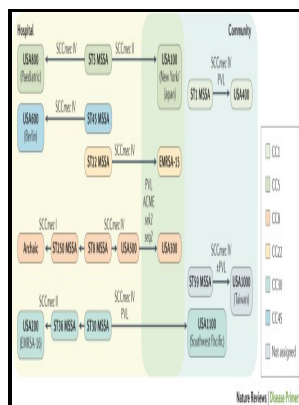 Hospital
Community
SCCmec IV
SCCmec II
USA800
(Paediatric)
ST5 MSSA
USA100
(New York/
Japan)
SCCmec IV
PVL
ST1 MSSA
USA400
SCCmec IV
USA600
(Berlin)
ST45 MSSA
SCCmec IV
ST22 MSSA
EMRSA-15
PVL
ACME
SCCmec I
SCCmec IV
Archaic
ST250 MSSA
ST8 MSSA
USA500
USA300
SCCmec IV
ST59 MSSA
USA1000
(Taiwan)
SCCmec II
SCCmec IV
PVL
USA200
(EMRSA-16)
ST36 MSSA
ST30 MSSA
USA1100
(Southwest Pacific)
CC1
CC5
CC8
CC22
CC30
CC45
Not assigned
Nature Reviews | Disease Primers